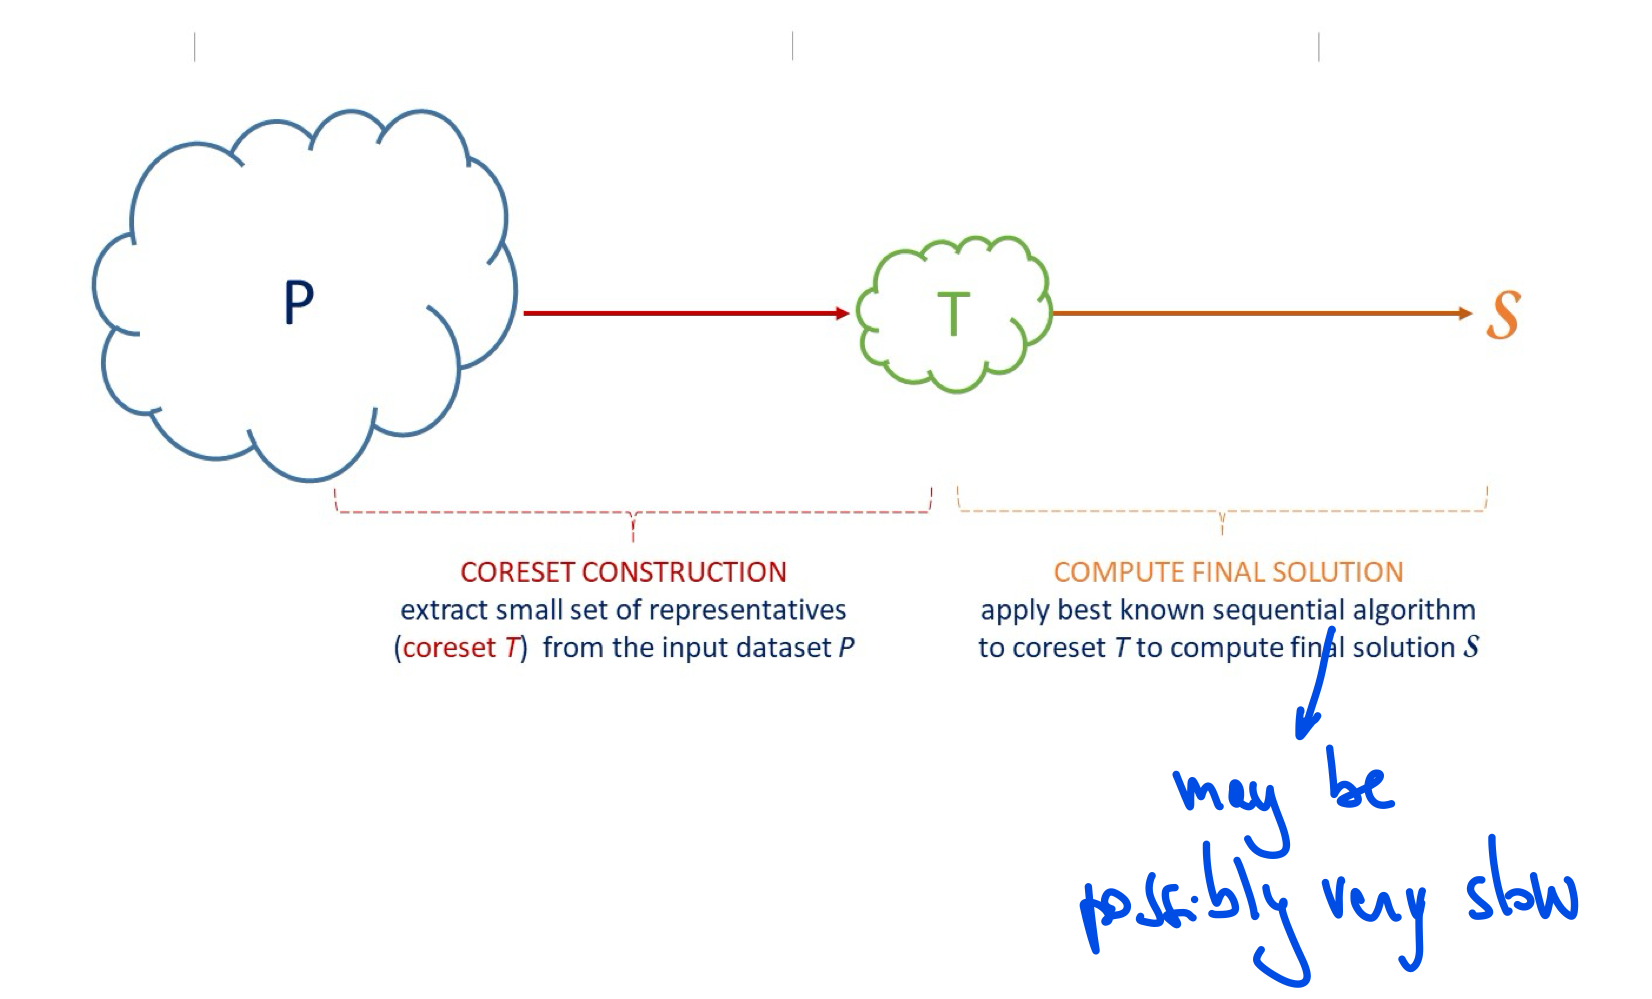 P
T
S
CORESET CONSTRUCTION
extract small set of representatives
(coreset T) from the input dataset P
COMPUTE FINAL SOLUTION
apply best known sequential algorithm
to coreset T to compute final solution S
may be
possibly very slow